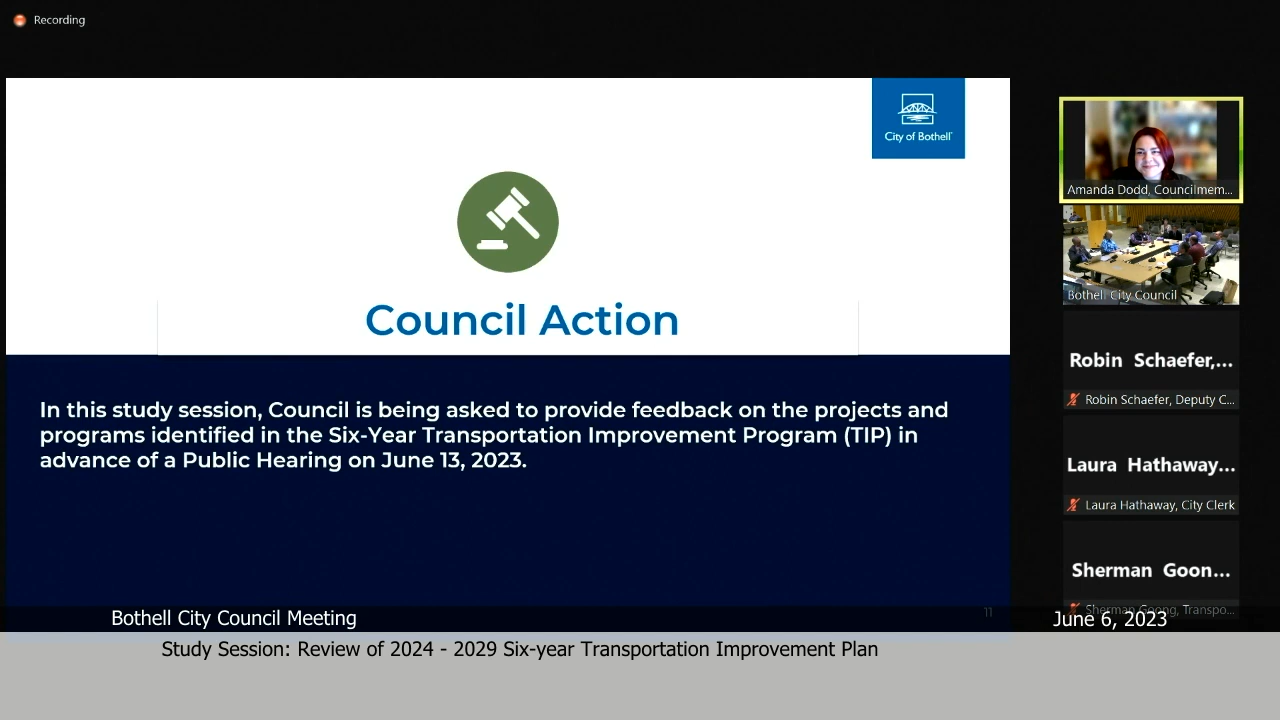 Recording
City of Bothell
Council Action
In this study session, Council is being asked to provide feedback on the projects and
programs identified in the Six-Year Transportation Improvement Program (TIP) in
advance of a Public Hearing on June 13, 2023.
11
Amanda Dodd, Councilmem...
Bothell City Council
Robin Schaefer,...
Robin Schaefer, Deputy C...
Laura Hathaway...
Laura Hathaway, City Clerk
Sherman Goon...
Sherman Goong, Transpo...
Bothell City Council Meeting
June 6, 2023
Study Session: Review of 2024 - 2029 Six-year Transportation Improvement Plan